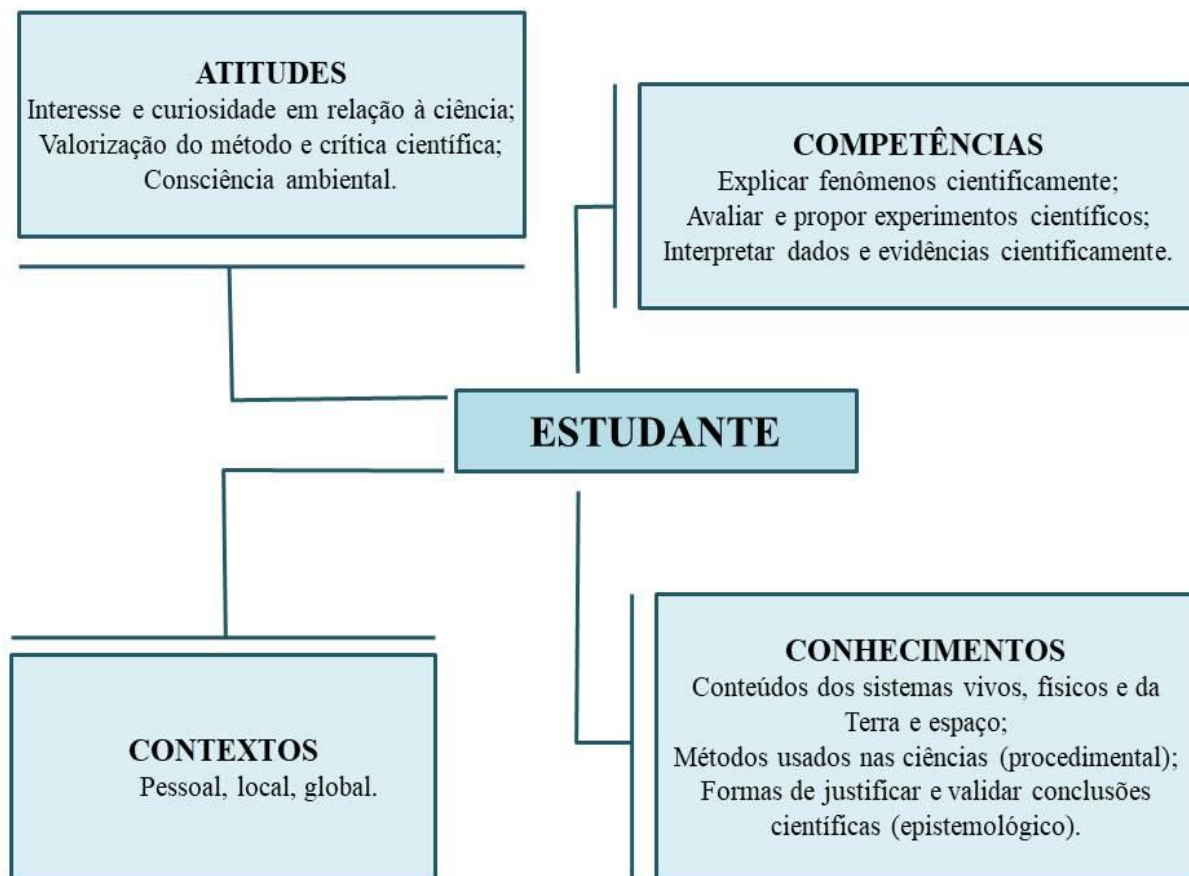 ATITUDES
Interesse e curiosidade em relação à ciência;
Valorização do método e crítica científica;
Consciência ambiental.
COMPETÊNCIAS
Explicar fenômenos cientificamente;
Avaliar e propor experimentos científicos;
Interpretar dados e evidências cientificamente.
ESTUDANTE
CONTEXTOS
Pessoal, local, global.
CONHECIMENTOS
Conteúdos dos sistemas vivos, físicos e da
Terra e espaço;
Métodos usados nas ciências (procedimental);
Formas de justificar e validar conclusões
científicas (epistemológico).